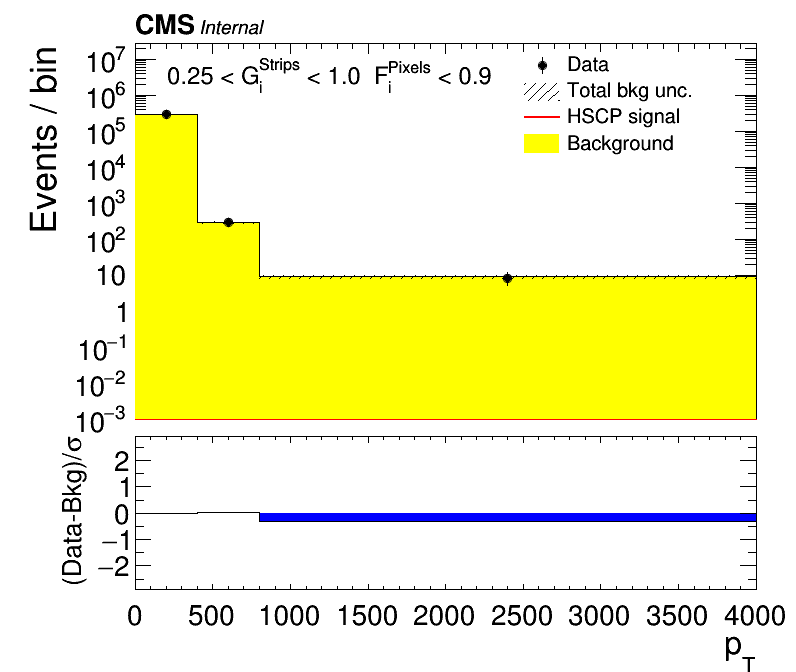 CMS Internal
0.25 < G_i^Strips < 1.0 F_i^Pixels < 0.9
Data
Total bkg unc.
HSCP signal
Background
Events / bin
10^7
10^6
10^5
10^4
10^3
10^2
10
1
10^−1
10^−2
10^−3
(Data-Bkg)/σ
2
1
0
−1
−2
0 500 1000 1500 2000 2500 3000 3500 4000
p_T